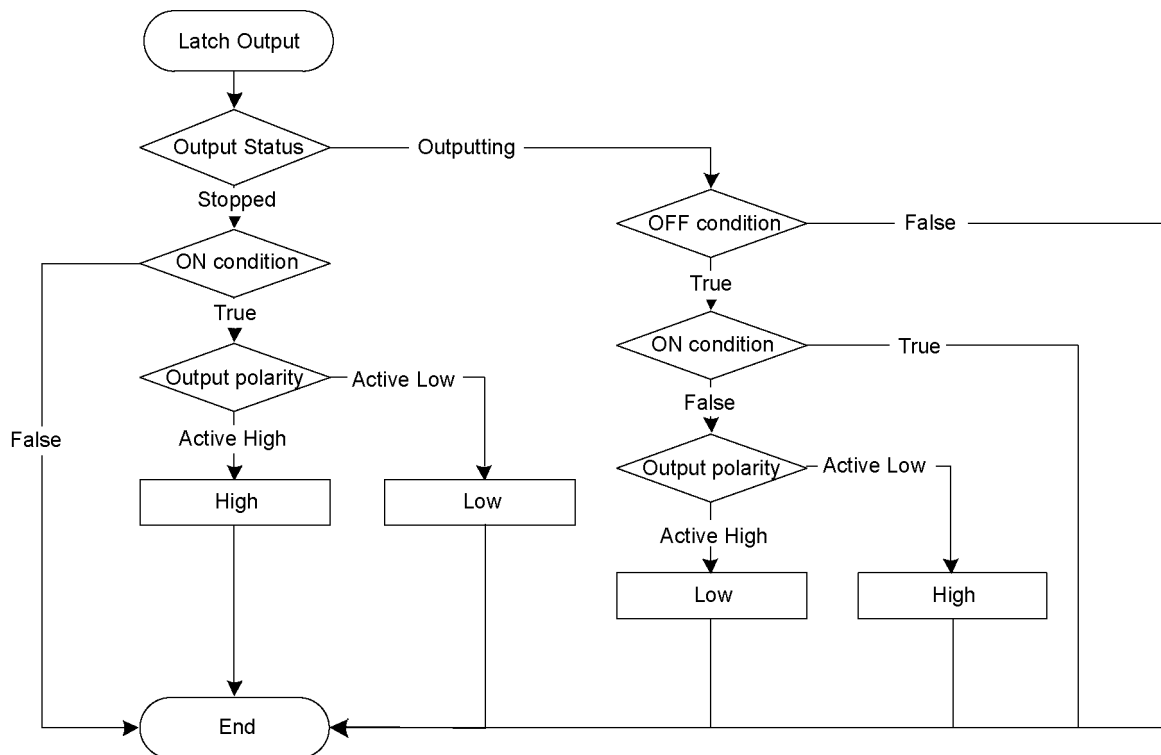 Latch Output
Output Status
Outputting
Stopped
OFF condition
False
ON condition
True
True
ON condition
True
Output polarity
Active Low
False
False
Active High
Output polarity
Active Low
High
Low
Active High
Low
High
End